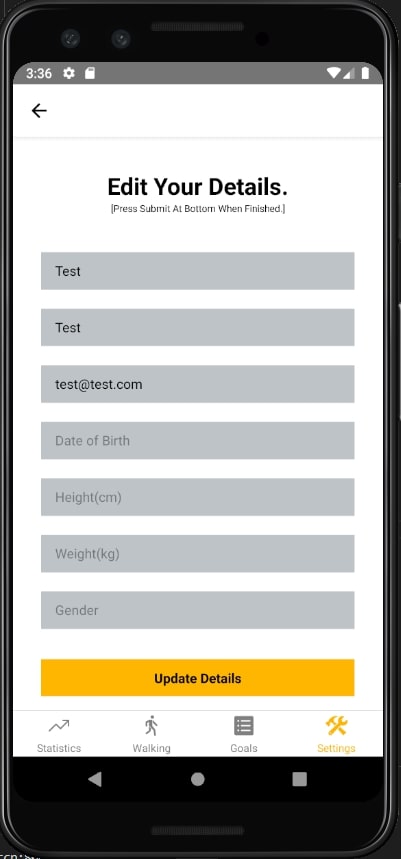 3:36
Edit Your Details.
[Press Submit At Bottom When Finished.]
Test
Test
test@test.com
Date of Birth
Height(cm)
Weight(kg)
Gender
Update Details
Statistics Walking Goals Settings